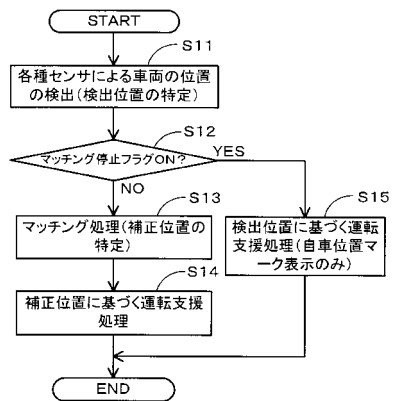 START
S11
各種センサによる車両の位置
の検出(検出位置の特定)
S12
マッチング停止フラグON?
YES
NO
S13
マッチング処理(補正位置の
特定)
S14
補正位置に基づく運転支援
処理
S15
検出位置に基づく運転
支援処理(自車位置マ
ーク表示のみ)
END